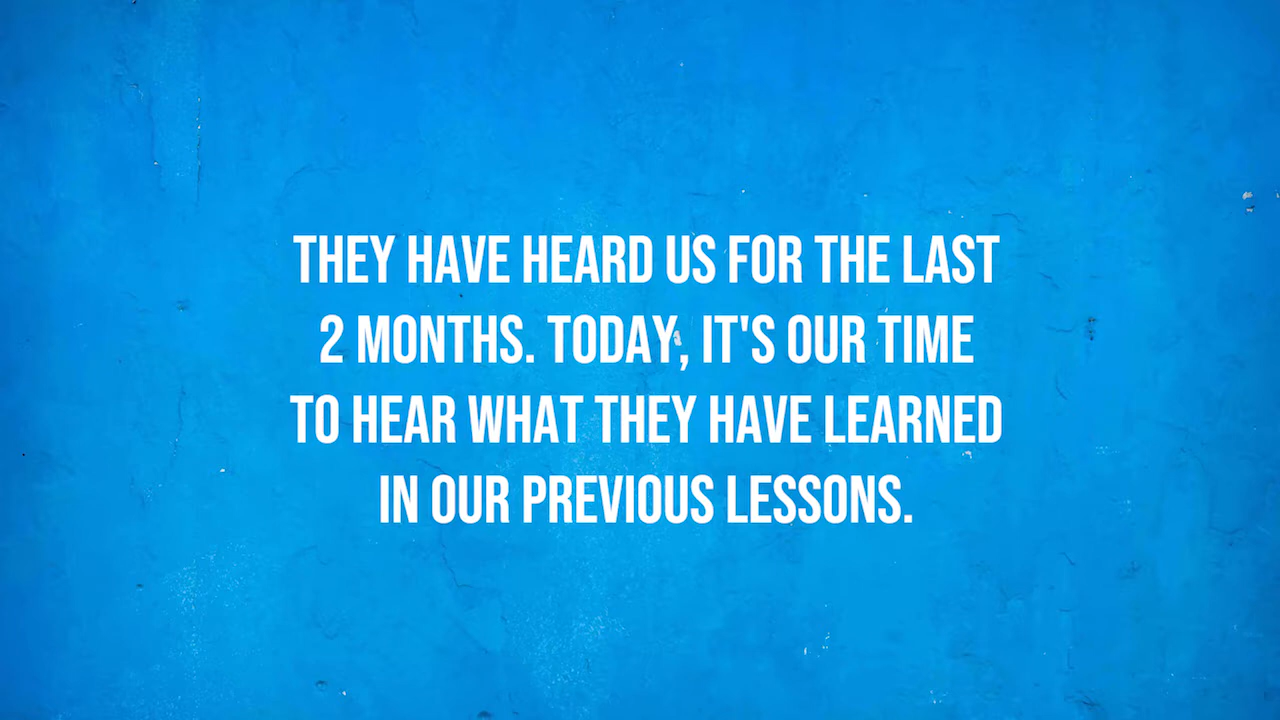 THEY HAVE HEARD US FOR THE LAST
2 MONTHS. TODAY, IT'S OUR TIME
TO HEAR WHAT THEY HAVE LEARNED
IN OUR PREVIOUS LESSONS.